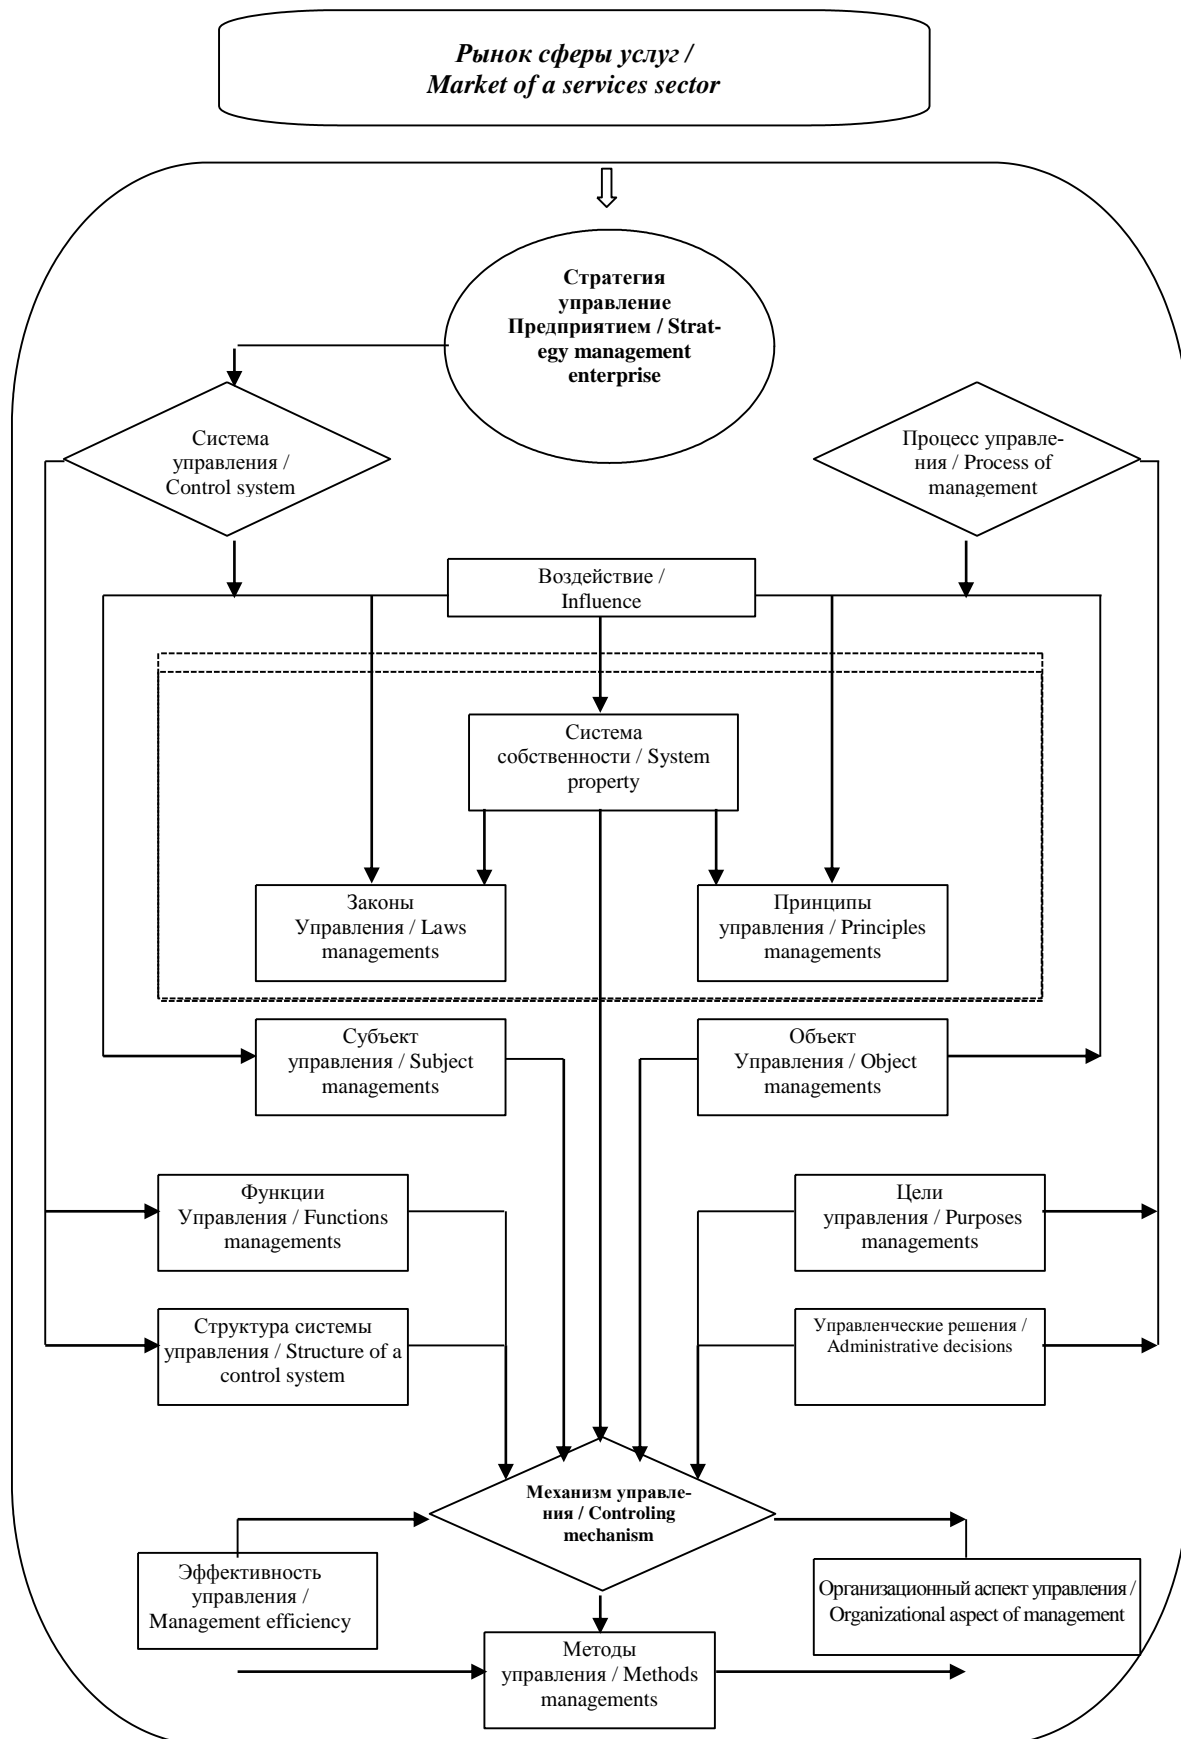 Рынок сферы услуг /
Market of a services sector
Стратегия
управление
Предприятием / Strat-
egy management
enterprise
Система
управления /
Control system
Процесс управле-
ния / Process of
management
Воздействие /
Influence
Система
собственности / System
property
Законы
Управления / Laws
managements
Принципы
управления / Principles
managements
Субъект
управления / Subject
managements
Объект
Управления / Object
managements
Функции
Управления / Functions
managements
Цели
управления / Purposes
managements
Структура системы
управления / Structure of a
control system
Управленческие решения /
Administrative decisions
Механизм управле-
ния / Controling
mechanism
Эффективность
управления /
Management efficiency
Организационный аспект управления /
Organizational aspect of management
Методы
управления / Methods
managements